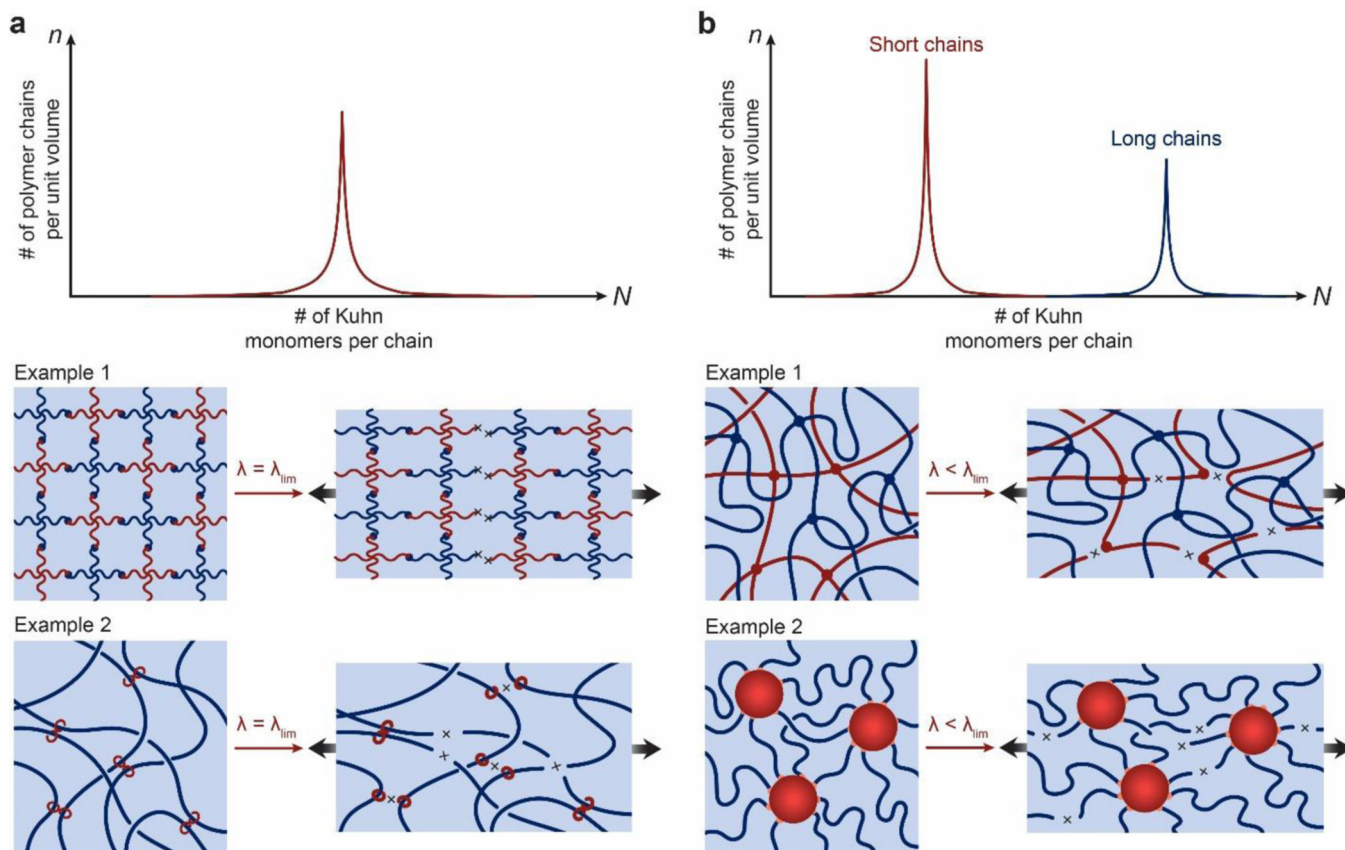 a
n
# of polymer chains
per unit volume
N
# of Kuhn
monomers per chain
Example 1
λ = λlim
Example 2
λ = λlim
b
n
Short chains
Long chains
# of polymer chains
per unit volume
N
# of Kuhn
monomers per chain
Example 1
λ < λlim
Example 2
λ < λlim